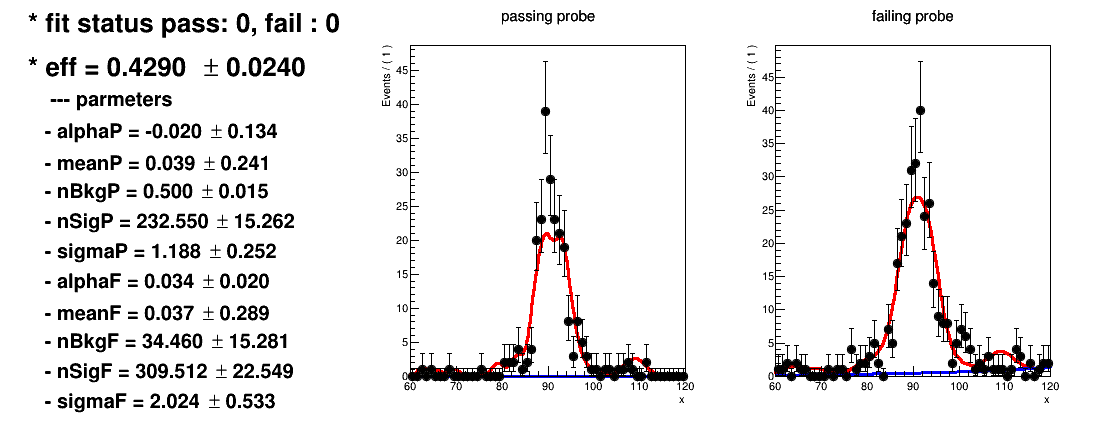 * fit status pass: 0, fail : 0
* eff = 0.4290 ± 0.0240
--- parmeters
- alphaP = -0.020 ± 0.134
- meanP = 0.039 ± 0.241
- nBkgP = 0.500 ± 0.015
- nSigP = 232.550 ± 15.262
- sigmaP = 1.188 ± 0.252
- alphaF = 0.034 ± 0.020
- meanF = 0.037 ± 0.289
- nBkgF = 34.460 ± 15.281
- nSigF = 309.512 ± 22.549
- sigmaF = 2.024 ± 0.533
passing probe
Events / ( 1 )
45
40
35
30
25
20
15
10
5
0
60 70 80 90 100 110 120
x
failing probe
Events / ( 1 )
45
40
35
30
25
20
15
10
5
0
60 70 80 90 100 110 120
x